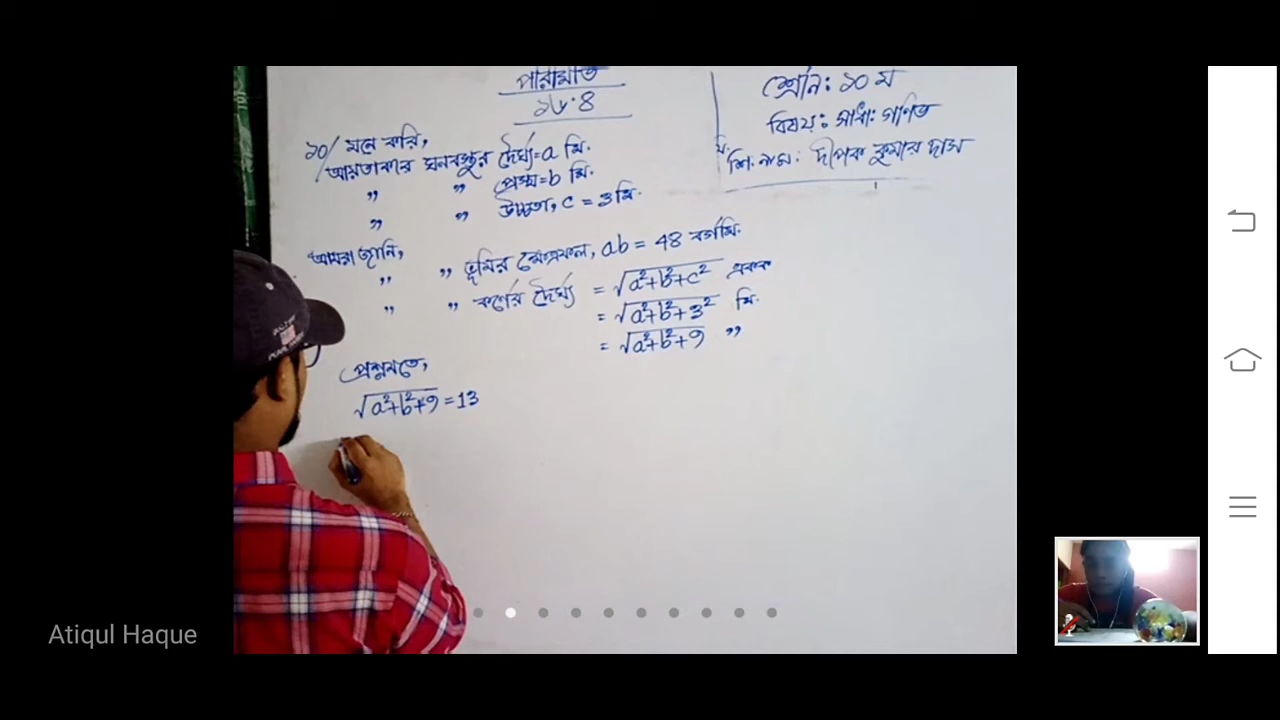 পরিমিতি
১৬.৪
শ্রেনি: ১০ ম
বিষয়: সাধা: গণিত
শি: নাম: দীপক কুমার দাস
১০/ মনে করি,
আয়তাকার ঘনবস্তুর দৈর্ঘ্য = a মি.
" " প্রস্থ = b মি.
" " উচ্চতা, c = 3 মি.
আমরা জানি,
" " ভূমির ক্ষেত্রফল, ab = 48 বর্গমি.
" " কর্ণের দৈর্ঘ্য = √a²+b²+c² একক
= √a²+b²+3² মি.
= √a²+b²+9 "
প্রশ্নমতে,
√a²+b²+9 = 13
Atiqul Haque